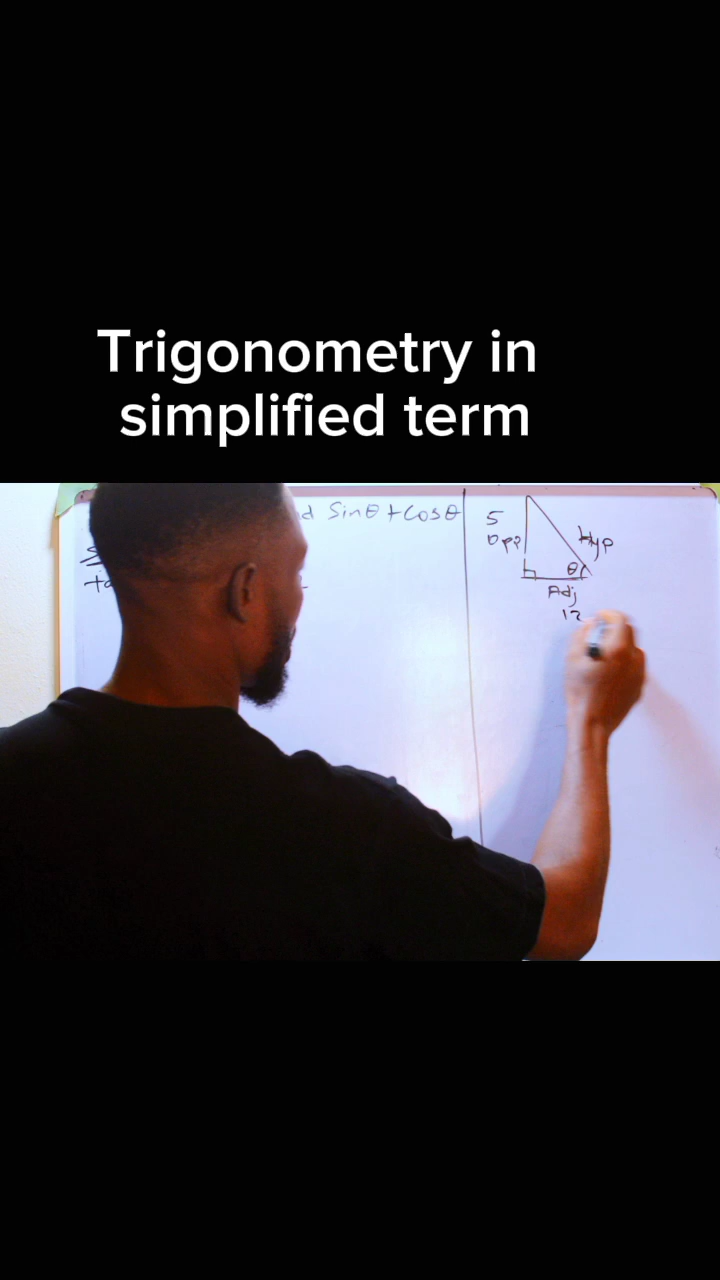 Trigonometry in
simplified term
d Sinθ + Cosθ
5
Opp
Hyp
θ
Adj
12